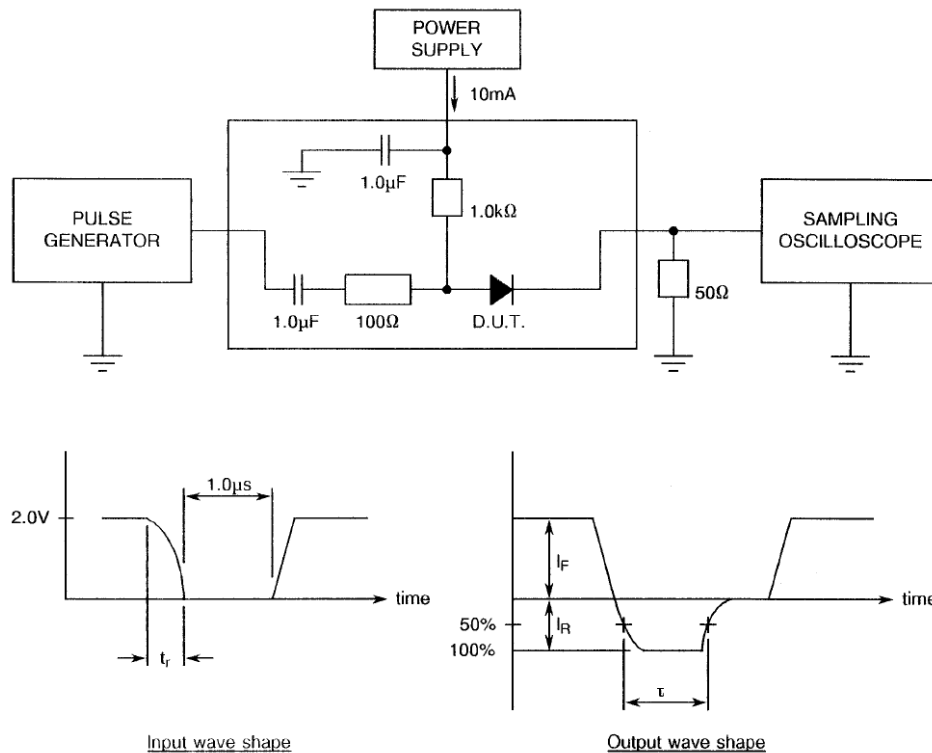 POWER
SUPPLY
10mA
1.0µF
1.0kΩ
PULSE
GENERATOR
SAMPLING
OSCILLOSCOPE
50Ω
1.0µF
100Ω
D.U.T.
1.0µs
2.0V
time
tr
Input wave shape
IF
IR
time
50%
100%
τ
Output wave shape